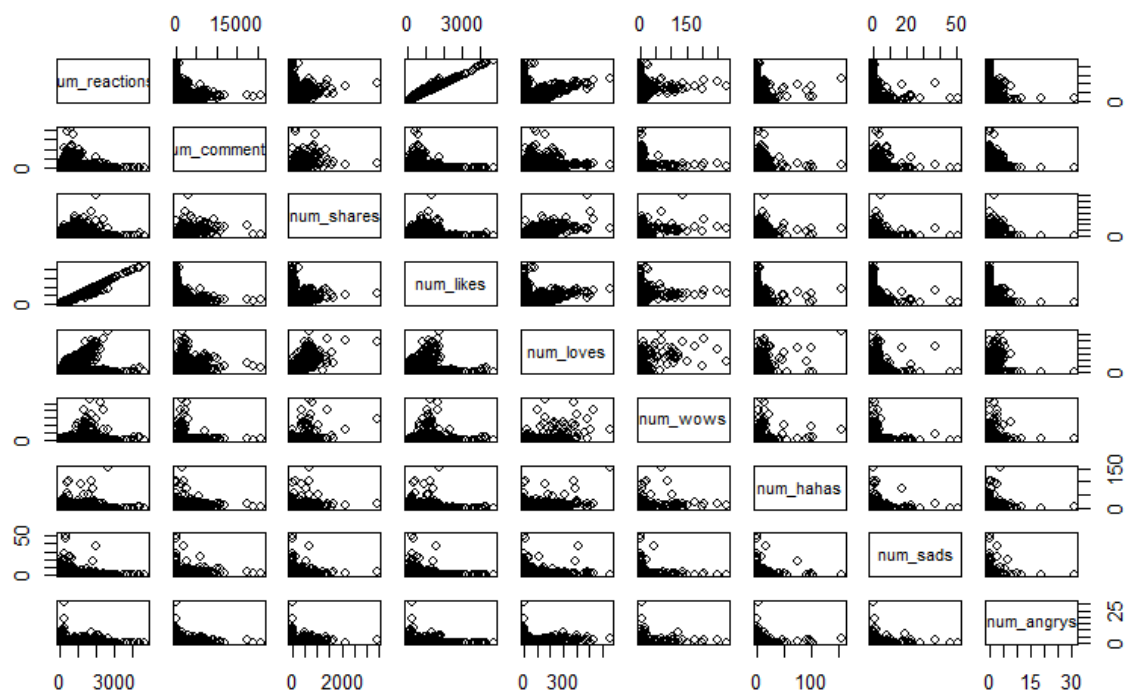 0 15000 0 3000 0 150 0 20 50
um_reactions
0
0
um_comment
num_shares
0
0
num_likes
num_loves
0
0
num_wows
num_hahas
0 150
0 50
num_sads
num_angrys
0 25
0 3000 0 2000 0 300 0 100 0 15 30